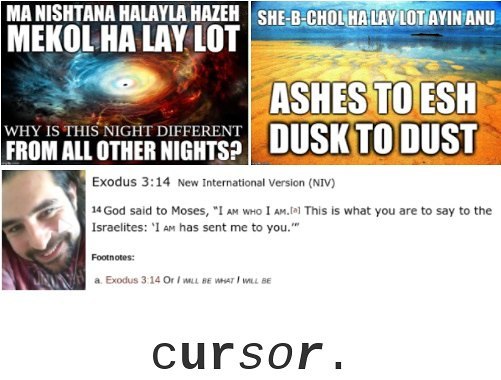 MA NISHTANA HALAYLA HAZEH
MEKOL HA LAY LOT
WHY IS THIS NIGHT DIFFERENT
FROM ALL OTHER NIGHTS?
SHE-B-CHOL HA LAY LOT AYIN ANU
ASHES TO ESH
DUSK TO DUST
Exodus 3:14 New International Version (NIV)
14 God said to Moses, “I AM WHO I AM.[a] This is what you are to say to the
Israelites: ‘I AM has sent me to you.’”
Footnotes:
a. Exodus 3:14 Or I WILL BE WHAT I WILL BE
cursor.